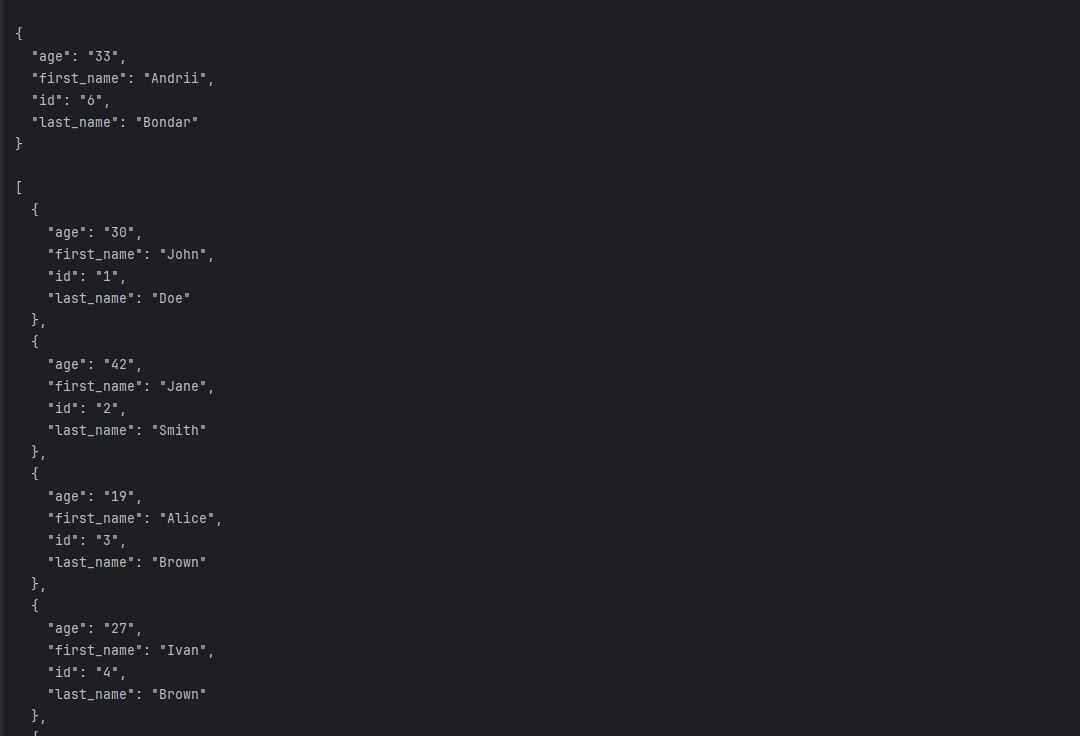 {
  "age": "33",
  "first_name": "Andrii",
  "id": "6",
  "last_name": "Bondar"
}

[
  {
    "age": "30",
    "first_name": "John",
    "id": "1",
    "last_name": "Doe"
  },
  {
    "age": "42",
    "first_name": "Jane",
    "id": "2",
    "last_name": "Smith"
  },
  {
    "age": "19",
    "first_name": "Alice",
    "id": "3",
    "last_name": "Brown"
  },
  {
    "age": "27",
    "first_name": "Ivan",
    "id": "4",
    "last_name": "Brown"
  },
  {